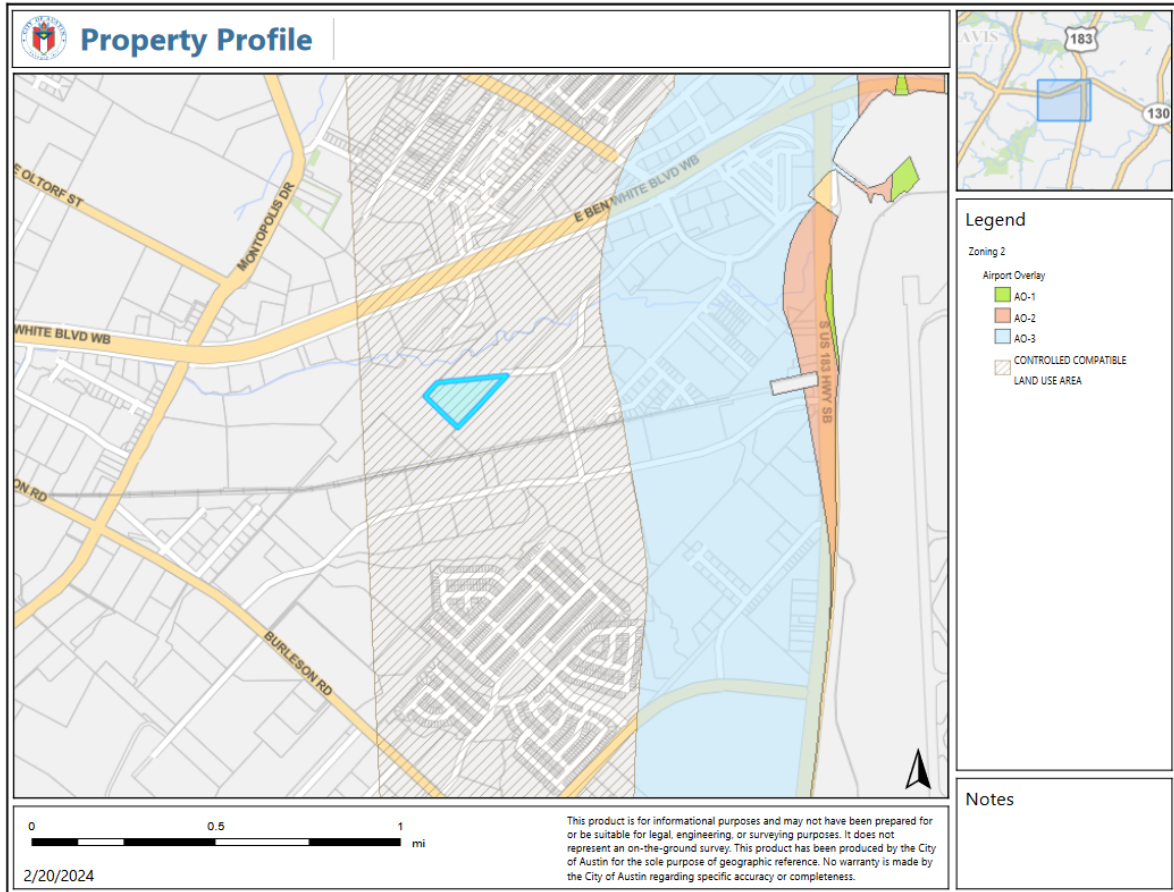 CITY OF AUSTIN
Property Profile
E OLTORF ST
MONTOPOLIS DR
E BEN WHITE BLVD WB
WHITE BLVD WB
S US 183 HWY SB
ON RD
BURLESON RD
AVIS
183
130
Legend
Zoning 2
Airport Overlay
AO-1
AO-2
AO-3
CONTROLLED COMPATIBLE
LAND USE AREA
0 0.5 1
mi
2/20/2024
This product is for informational purposes and may not have been prepared for
or be suitable for legal, engineering, or surveying purposes. It does not
represent an on-the-ground survey. This product has been produced by the City
of Austin for the sole purpose of geographic reference. No warranty is made by
the City of Austin regarding specific accuracy or completeness.
Notes